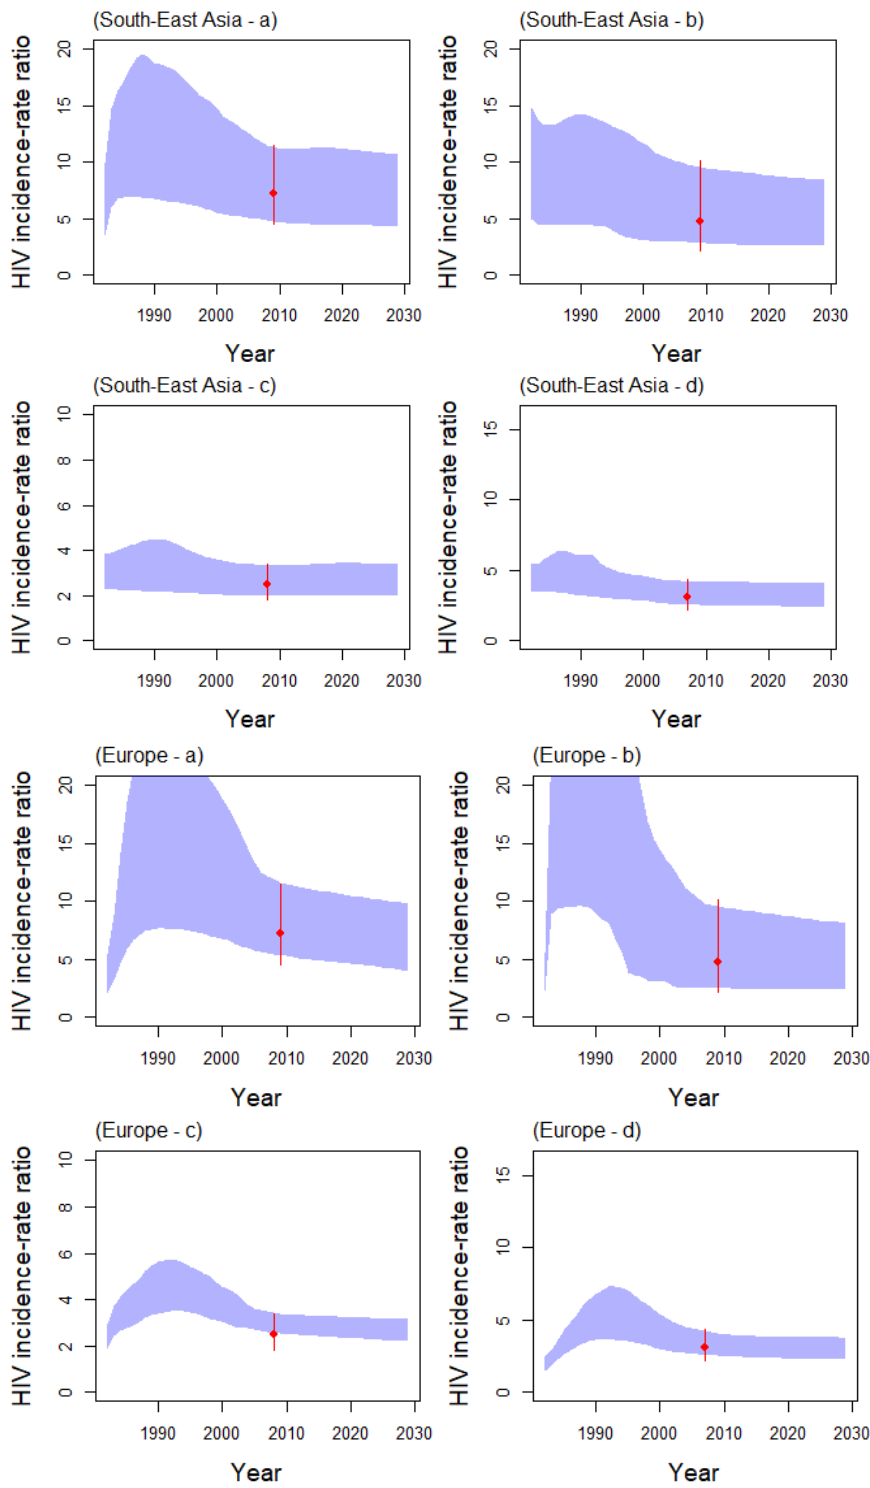 (South-East Asia - a)
HIV incidence-rate ratio
0 5 10 15 20
1990 2000 2010 2020 2030
Year
(South-East Asia - b)
HIV incidence-rate ratio
0 5 10 15 20
1990 2000 2010 2020 2030
Year
(South-East Asia - c)
HIV incidence-rate ratio
0 2 4 6 8 10
1990 2000 2010 2020 2030
Year
(South-East Asia - d)
HIV incidence-rate ratio
0 5 10 15
1990 2000 2010 2020 2030
Year
(Europe - a)
HIV incidence-rate ratio
0 5 10 15 20
1990 2000 2010 2020 2030
Year
(Europe - b)
HIV incidence-rate ratio
0 5 10 15 20
1990 2000 2010 2020 2030
Year
(Europe - c)
HIV incidence-rate ratio
0 2 4 6 8 10
1990 2000 2010 2020 2030
Year
(Europe - d)
HIV incidence-rate ratio
0 5 10 15
1990 2000 2010 2020 2030
Year